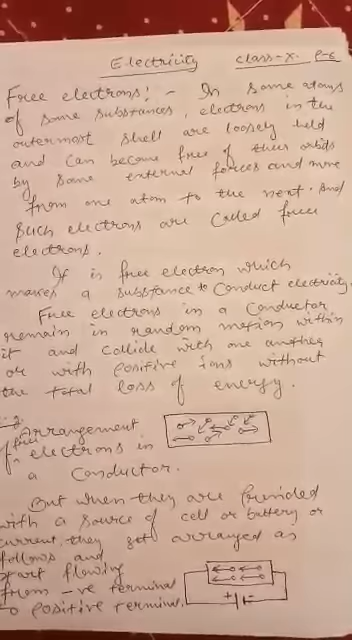 Electricity class-X. P-6
Free electrons:- In some atoms
of some substances, electrons in the
outermost shell are loosely held
and can become free of their orbits
by some external forces and move
from one atom to the next. And
such electrons are called free
electrons.
It is free electron which
makes a substance to conduct electricity.
Free electrons in a conductor
remain in random motion within
it and collide with one another
or with positive ions without
the total loss of energy.
Arrangement
of free electrons in
a conductor.
But when they are provided
with a source of cell or battery or
current, they get arranged as
follows and
start flowing
from -ve terminal
to positive terminal.
+ -